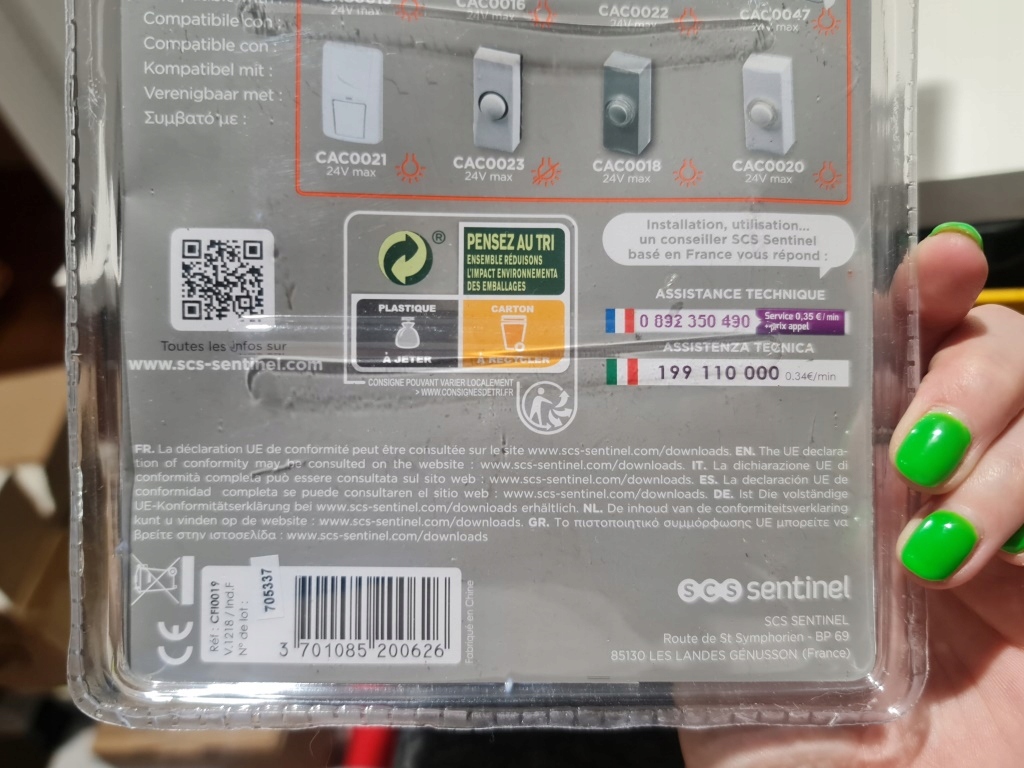 CAC0016
CAC0022
CAC0047
24V max
24V max
24V max
24V max
Compatible con :
Compatible con :
Kompatibel mit :
Verenigbaar met :
Συμβατό με :
CAC0021
24V max
CAC0023
24V max
CAC0018
24V max
CAC0020
24V max
Toutes les infos sur
www.scs-sentinel.com
®
PENSEZ AU TRI
ENSEMBLE RÉDUISONS
L'IMPACT ENVIRONNEMENTA
DES EMBALLAGES
PLASTIQUE
À JETER
CARTON
À RECYCLER
CONSIGNE POUVANT VARIER LOCALEMENT
> WWW.CONSIGNESDETRI.FR
Installation, utilisation...
un conseiller SCS Sentinel
basé en France vous répond :
ASSISTANCE TECHNIQUE
0 892 350 490 Service 0,35 € / min
+ prix appel
ASSISTENZA TECNICA
199 110 000 0.34€/min
FR. La déclaration UE de conformité peut être consultée sur le site www.scs-sentinel.com/downloads. EN. The UE declara-
tion of conformity may be consulted on the website : www.scs-sentinel.com/downloads. IT. La dichiarazione UE di
conformità completa può essere consultata sul sito web : www.scs-sentinel.com/downloads. ES. La declaración UE de
conformidad completa se puede consultaren el sitio web : www.scs-sentinel.com/downloads. DE. Ist Die volständige
UE-Konformitätserklärung bei www.scs-sentinel.com/downloads erhältlich. NL. De inhoud van de conformiteitsverklaring
kunt u vinden op de website : www.scs-sentinel.com/downloads. GR. Το πιστοποιητικό συμμόρφωσης UE μπορείτε να
βρείτε στην ιστοσελίδα : www.scs-sentinel.com/downloads
CE
Réf : CFI0019
V.1218 / Ind.F
N° de lot :
705337
3 701085 200626
Fabriqué en Chine
scs sentinel
SCS SENTINEL
Route de St Symphorien - BP 69
85130 LES LANDES GÉNUSSON (France)